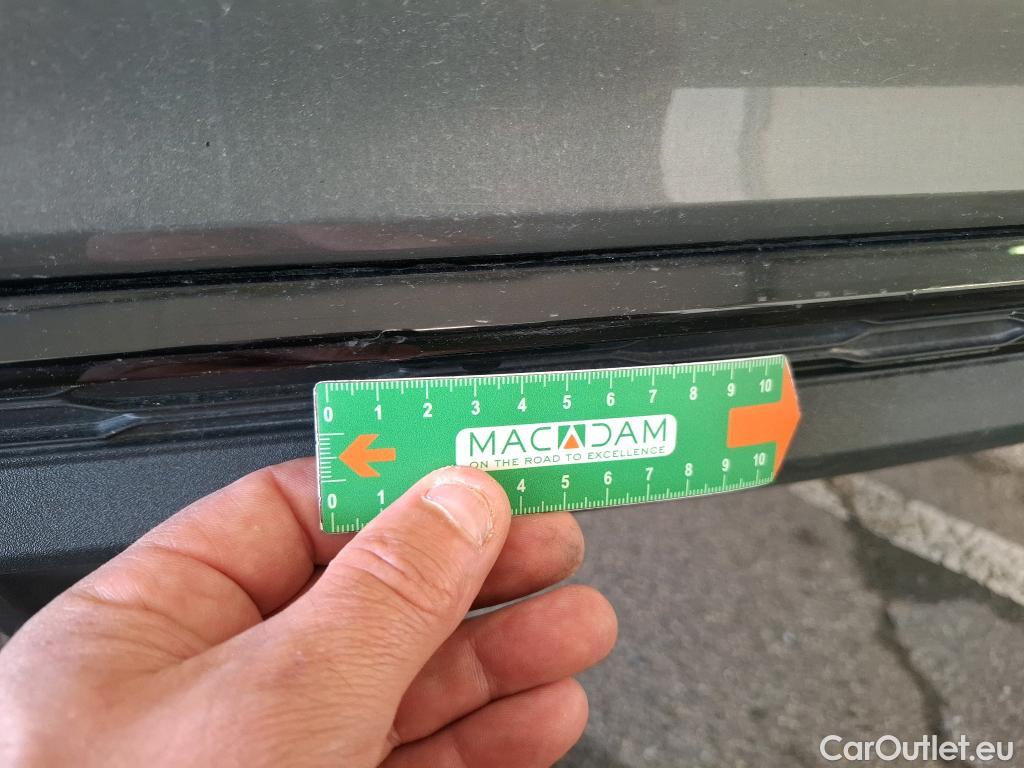 0 1 2 3 4 5 6 7 8 9 10
MACADAM
ON THE ROAD TO EXCELLENCE
0 1 4 5 6 7 8 9 10
CarOutlet.eu